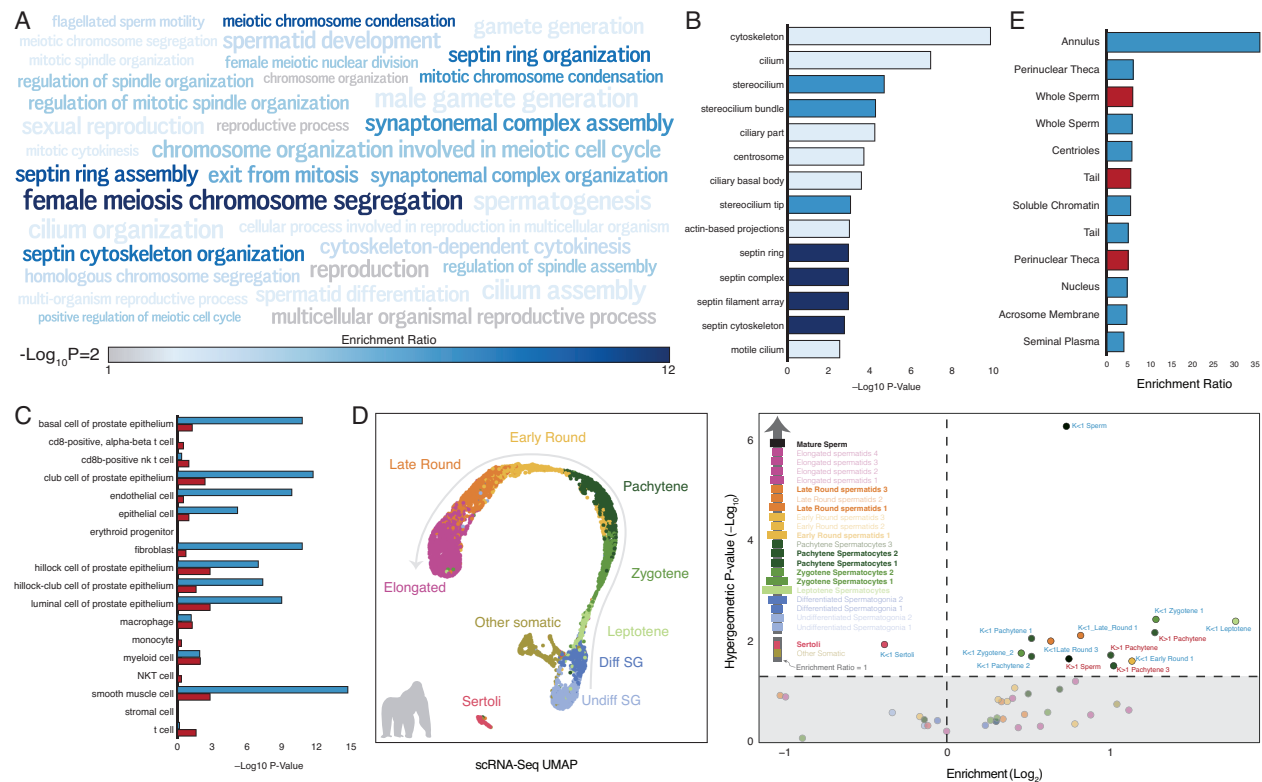 A
flagellated sperm motility
meiotic chromosome condensation
gamete generation
meiotic chromosome segregation
spermatid development
septin ring organization
mitotic spindle organization
female meiotic nuclear division
regulation of spindle organization
chromosome organization
mitotic chromosome condensation
regulation of mitotic spindle organization
male gamete generation
sexual reproduction
reproductive process
synaptonemal complex assembly
mitotic cytokinesis
chromosome organization involved in meiotic cell cycle
septin ring assembly
exit from mitosis
synaptonemal complex organization
female meiosis chromosome segregation
spermatogenesis
cilium organization
cellular process involved in reproduction in multicellular organism
septin cytoskeleton organization
cytoskeleton-dependent cytokinesis
homologous chromosome segregation
reproduction
regulation of spindle assembly
multi-organism reproductive process
spermatid differentiation
cilium assembly
positive regulation of meiotic cell cycle
multicellular organismal reproductive process
Enrichment Ratio
-Log10P=2
1
12
B
cytoskeleton
cilium
stereocilium
stereocilium bundle
ciliary part
centrosome
ciliary basal body
stereocilium tip
actin-based projections
septin ring
septin complex
septin filament array
septin cytoskeleton
motile cilium
0 2 4 6 8 10
−Log10 P-Value
E
Annulus
Perinuclear Theca
Whole Sperm
Whole Sperm
Centrioles
Tail
Soluble Chromatin
Tail
Perinuclear Theca
Nucleus
Acrosome Membrane
Seminal Plasma
0 5 10 15 20 25 30 35
Enrichment Ratio
C
basal cell of prostate epithelium
cd8-positive, alpha-beta t cell
cd8b-positive nk t cell
club cell of prostate epithelium
endothelial cell
epithelial cell
erythroid progenitor
fibroblast
hillock cell of prostate epithelium
hillock-club cell of prostate epithelium
luminal cell of prostate epithelium
macrophage
monocyte
myeloid cell
NKT cell
smooth muscle cell
stromal cell
t cell
0 3 6 9 12 15
−Log10 P-Value
D
Early Round
Late Round
Pachytene
Elongated
Zygotene
Leptotene
Other somatic
Diff SG
Undiff SG
Sertoli
scRNA-Seq UMAP
Hypergeometric P-value (−Log10)
6
4
2
0
Mature Sperm
Elongated spermatids 4
Elongated spermatids 3
Elongated spermatids 2
Elongated spermatids 1
Late Round spermatids 3
Late Round spermatids 2
Late Round spermatids 1
Early Round spermatids 3
Early Round spermatids 2
Early Round spermatids 1
Pachytene Spermatocytes 3
Pachytene Spermatocytes 2
Pachytene Spermatocytes 1
Zygotene Spermatocytes 2
Zygotene Spermatocytes 1
Leptotene Spermatocytes
Differentiated Spermatogonia 2
Differentiated Spermatogonia 1
Undifferentiated Spermatogonia 2
Undifferentiated Spermatogonia 1
Sertoli
Other Somatic
Enrichment Ratio = 1
K<1 Sperm
K<1 Zygotene 1
K<1 Leptotene
K<1_Late_Round 1
K<1 Pachytene 1
K>1 Pachytene
K<1 Sertoli
K<1 Zygotene_2
K<1Late Round 3
K>1 Pachytene
K<1 Pachytene 2
K>1 Sperm
K<1 Early Round 1
K>1 Pachytene 3
−1 0 1
Enrichment (Log2)